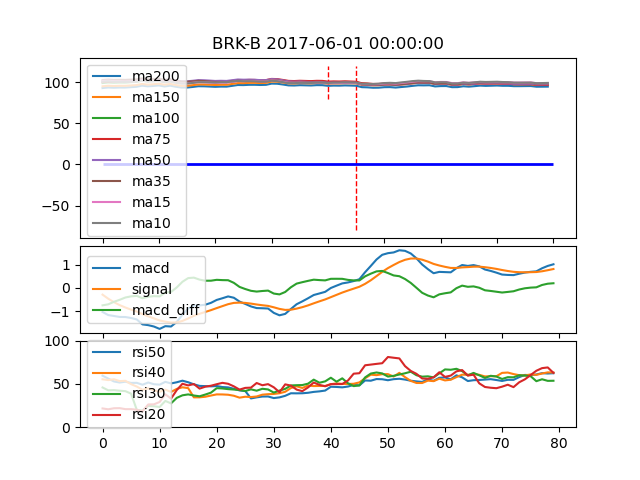 BRK-B 2017-06-01 00:00:00
100
50
0
−50
ma200
ma150
ma100
ma75
ma50
ma35
ma15
ma10
1
0
−1
macd
signal
macd_diff
100
50
0
rsi50
rsi40
rsi30
rsi20
0 10 20 30 40 50 60 70 80